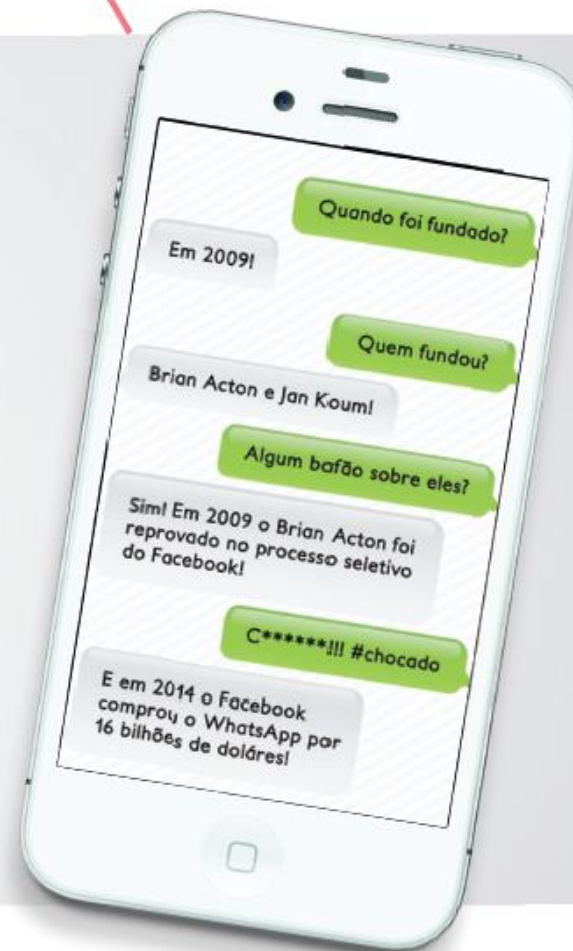 Quando foi fundado?
Em 2009!
Quem fundou?
Brian Acton e Jan Koum!
Algum bafão sobre eles?
Sim! Em 2009 o Brian Acton foi
reprovado no processo seletivo
do Facebook!
C******!!! #chocado
E em 2014 o Facebook
comprou o WhatsApp por
16 bilhões de doláres!